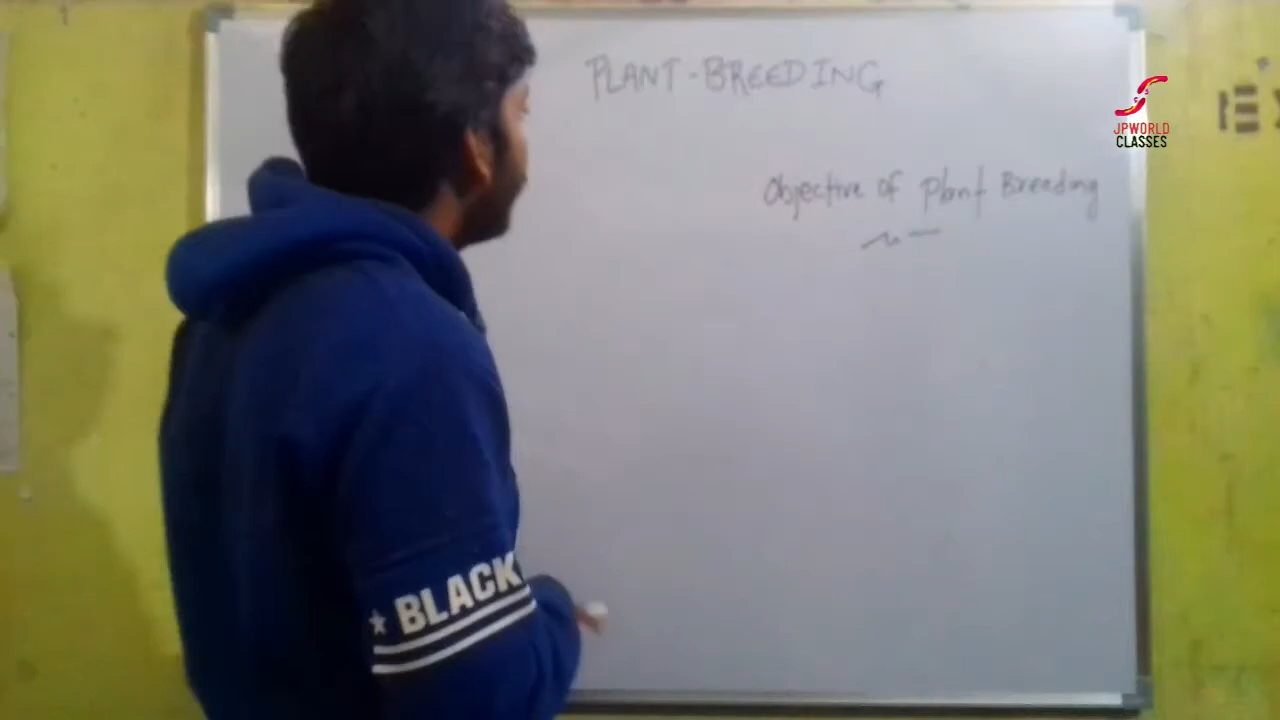 PLANT-BREEDING
Objective of Plant Breeding
JPWORLD
CLASSES
BLACK